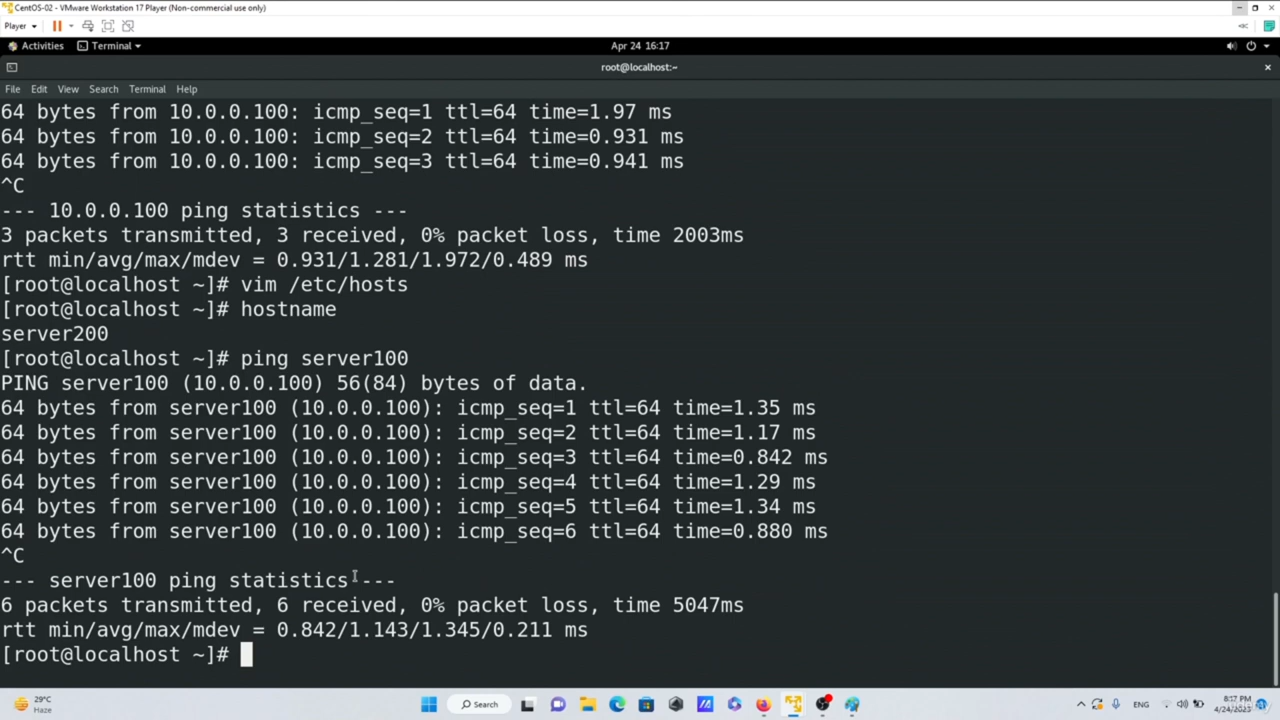 CentOS-02 - VMware Workstation 17 Player (Non-commercial use only)
Player
Activities Terminal Apr 24 16:17
root@localhost:~
File Edit View Search Terminal Help
64 bytes from 10.0.0.100: icmp_seq=1 ttl=64 time=1.97 ms
64 bytes from 10.0.0.100: icmp_seq=2 ttl=64 time=0.931 ms
64 bytes from 10.0.0.100: icmp_seq=3 ttl=64 time=0.941 ms
^C
--- 10.0.0.100 ping statistics ---
3 packets transmitted, 3 received, 0% packet loss, time 2003ms
rtt min/avg/max/mdev = 0.931/1.281/1.972/0.489 ms
[root@localhost ~]# vim /etc/hosts
[root@localhost ~]# hostname
server200
[root@localhost ~]# ping server100
PING server100 (10.0.0.100) 56(84) bytes of data.
64 bytes from server100 (10.0.0.100): icmp_seq=1 ttl=64 time=1.35 ms
64 bytes from server100 (10.0.0.100): icmp_seq=2 ttl=64 time=1.17 ms
64 bytes from server100 (10.0.0.100): icmp_seq=3 ttl=64 time=0.842 ms
64 bytes from server100 (10.0.0.100): icmp_seq=4 ttl=64 time=1.29 ms
64 bytes from server100 (10.0.0.100): icmp_seq=5 ttl=64 time=1.34 ms
64 bytes from server100 (10.0.0.100): icmp_seq=6 ttl=64 time=0.880 ms
^C
--- server100 ping statistics ---
6 packets transmitted, 6 received, 0% packet loss, time 5047ms
rtt min/avg/max/mdev = 0.842/1.143/1.345/0.211 ms
[root@localhost ~]#
29°C
Haze
Search
ENG
8:17 PM